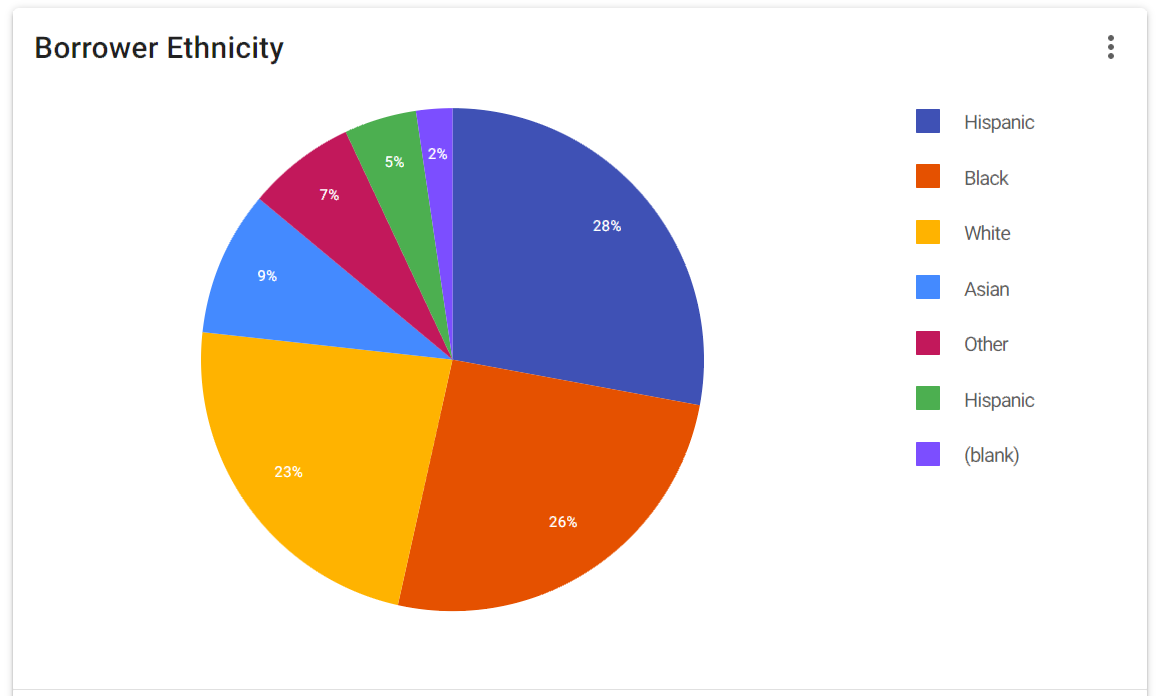 Borrower Ethnicity
Hispanic
Black
White
Asian
Other
Hispanic
(blank)
2%
5%
7%
28%
9%
23%
26%